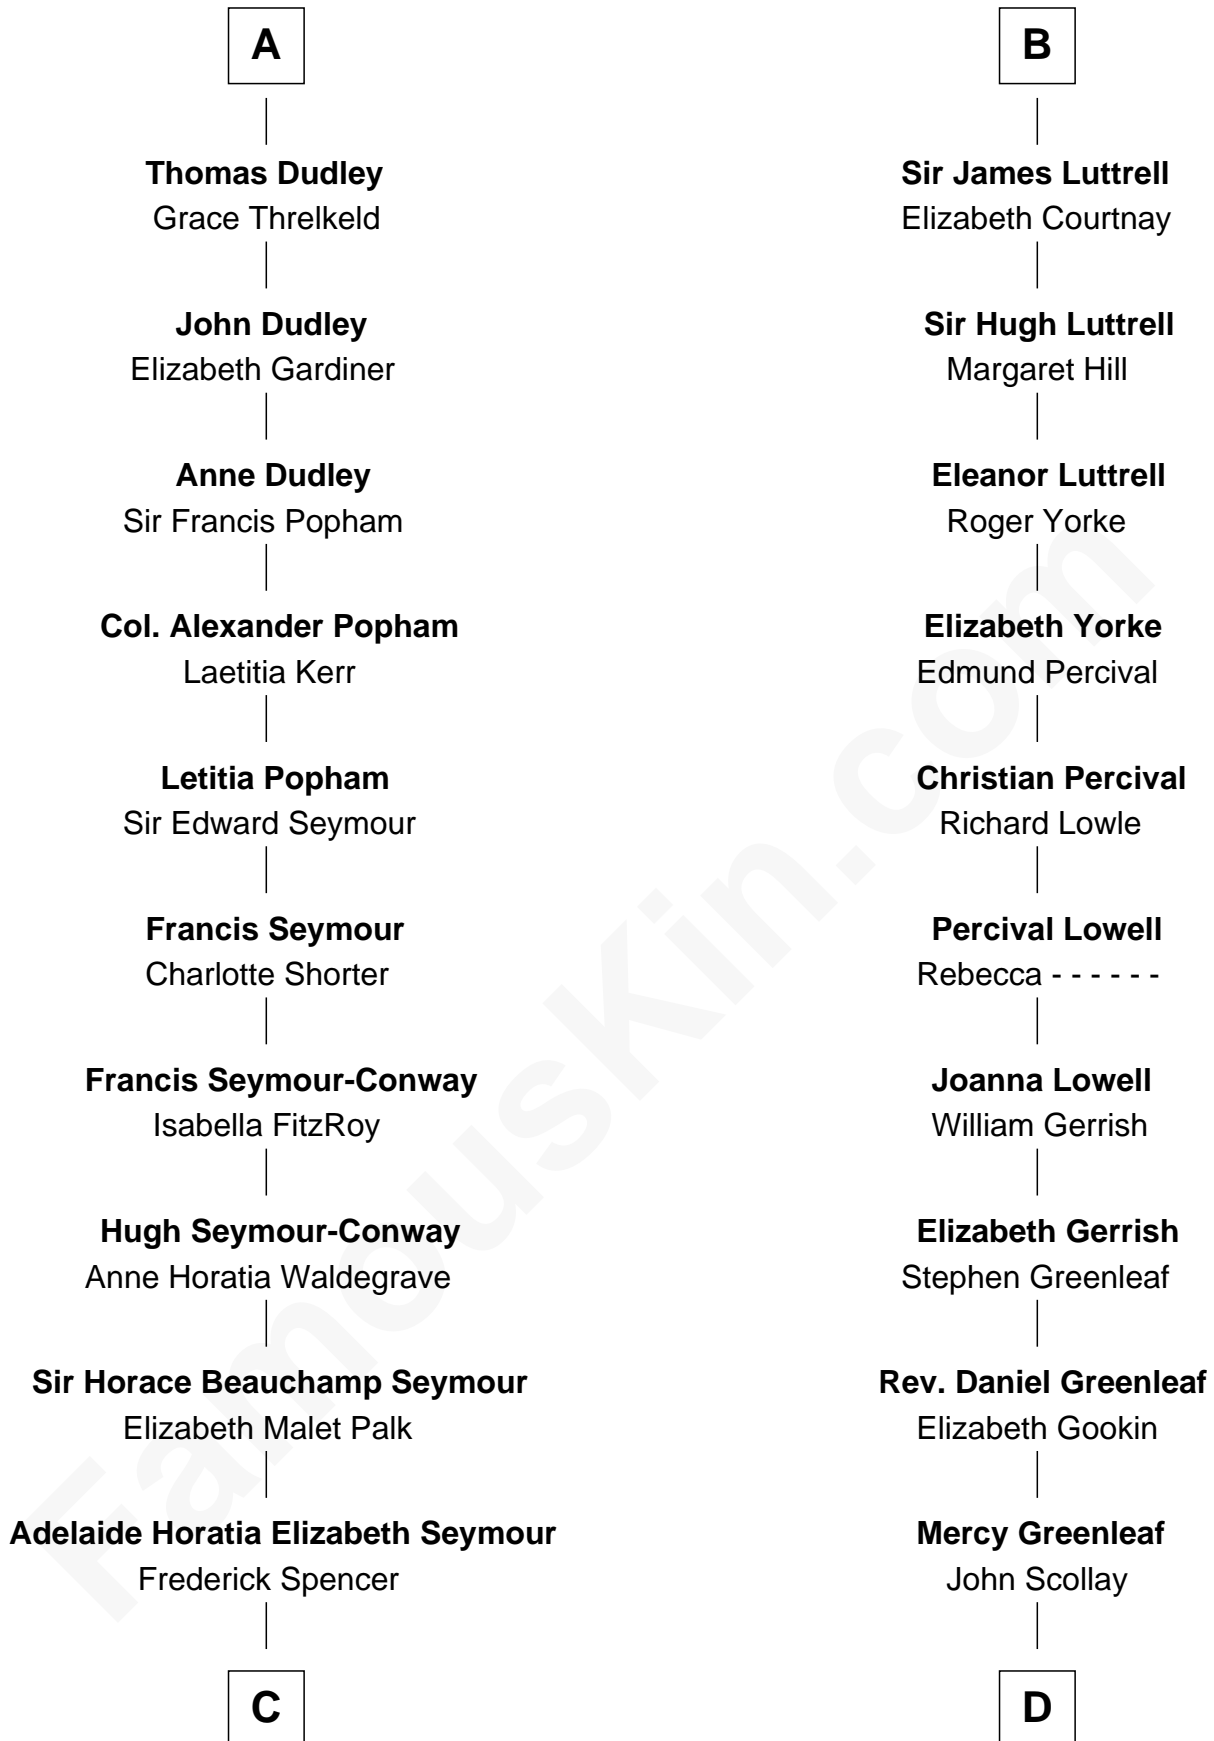 A
Thomas Dudley
Grace Threlkeld
John Dudley
Elizabeth Gardiner
Anne Dudley
Sir Francis Popham
Col. Alexander Popham
Laetitia Kerr
Letitia Popham
Sir Edward Seymour
Francis Seymour
Charlotte Shorter
Francis Seymour-Conway
Isabella FitzRoy
Hugh Seymour-Conway
Anne Horatia Waldegrave
Sir Horace Beauchamp Seymour
Elizabeth Malet Palk
Adelaide Horatia Elizabeth Seymour
Frederick Spencer
C
B
Sir James Luttrell
Elizabeth Courtnay
Sir Hugh Luttrell
Margaret Hill
Eleanor Luttrell
Roger Yorke
Elizabeth Yorke
Edmund Percival
Christian Percival
Richard Lowle
Percival Lowell
Rebecca - - - - - -
Joanna Lowell
William Gerrish
Elizabeth Gerrish
Stephen Greenleaf
Rev. Daniel Greenleaf
Elizabeth Gookin
Mercy Greenleaf
John Scollay
D
FamousKin.com